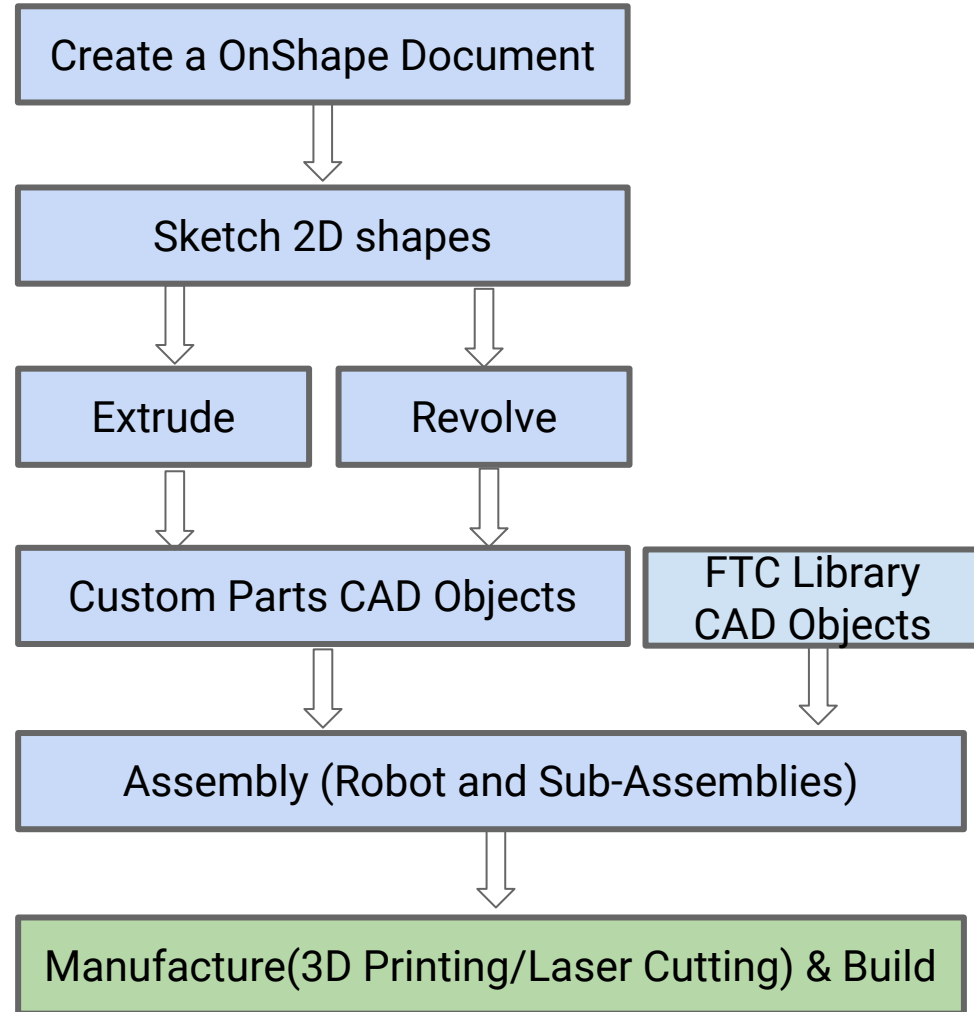 Create a OnShape Document
Sketch 2D shapes
Extrude
Revolve
Custom Parts CAD Objects
FTC Library
CAD Objects
Assembly (Robot and Sub-Assemblies)
Manufacture(3D Printing/Laser Cutting) & Build